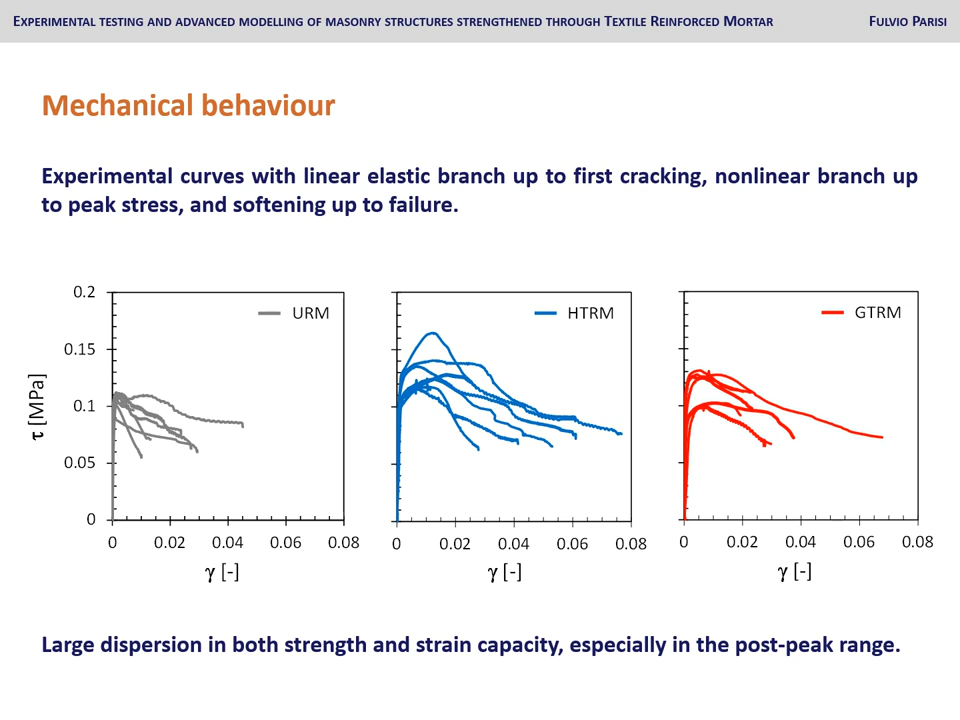 EXPERIMENTAL TESTING AND ADVANCED MODELLING OF MASONRY STRUCTURES STRENGTHENED THROUGH TEXTILE REINFORCED MORTAR FULVIO PARISI
Mechanical behaviour
Experimental curves with linear elastic branch up to first cracking, nonlinear branch up
to peak stress, and softening up to failure.
0.2
0.15
0.1
0.05
0
τ [MPa]
URM
0 0.02 0.04 0.06 0.08
γ [-]
HTRM
0 0.02 0.04 0.06 0.08
γ [-]
GTRM
0 0.02 0.04 0.06 0.08
γ [-]
Large dispersion in both strength and strain capacity, especially in the post-peak range.